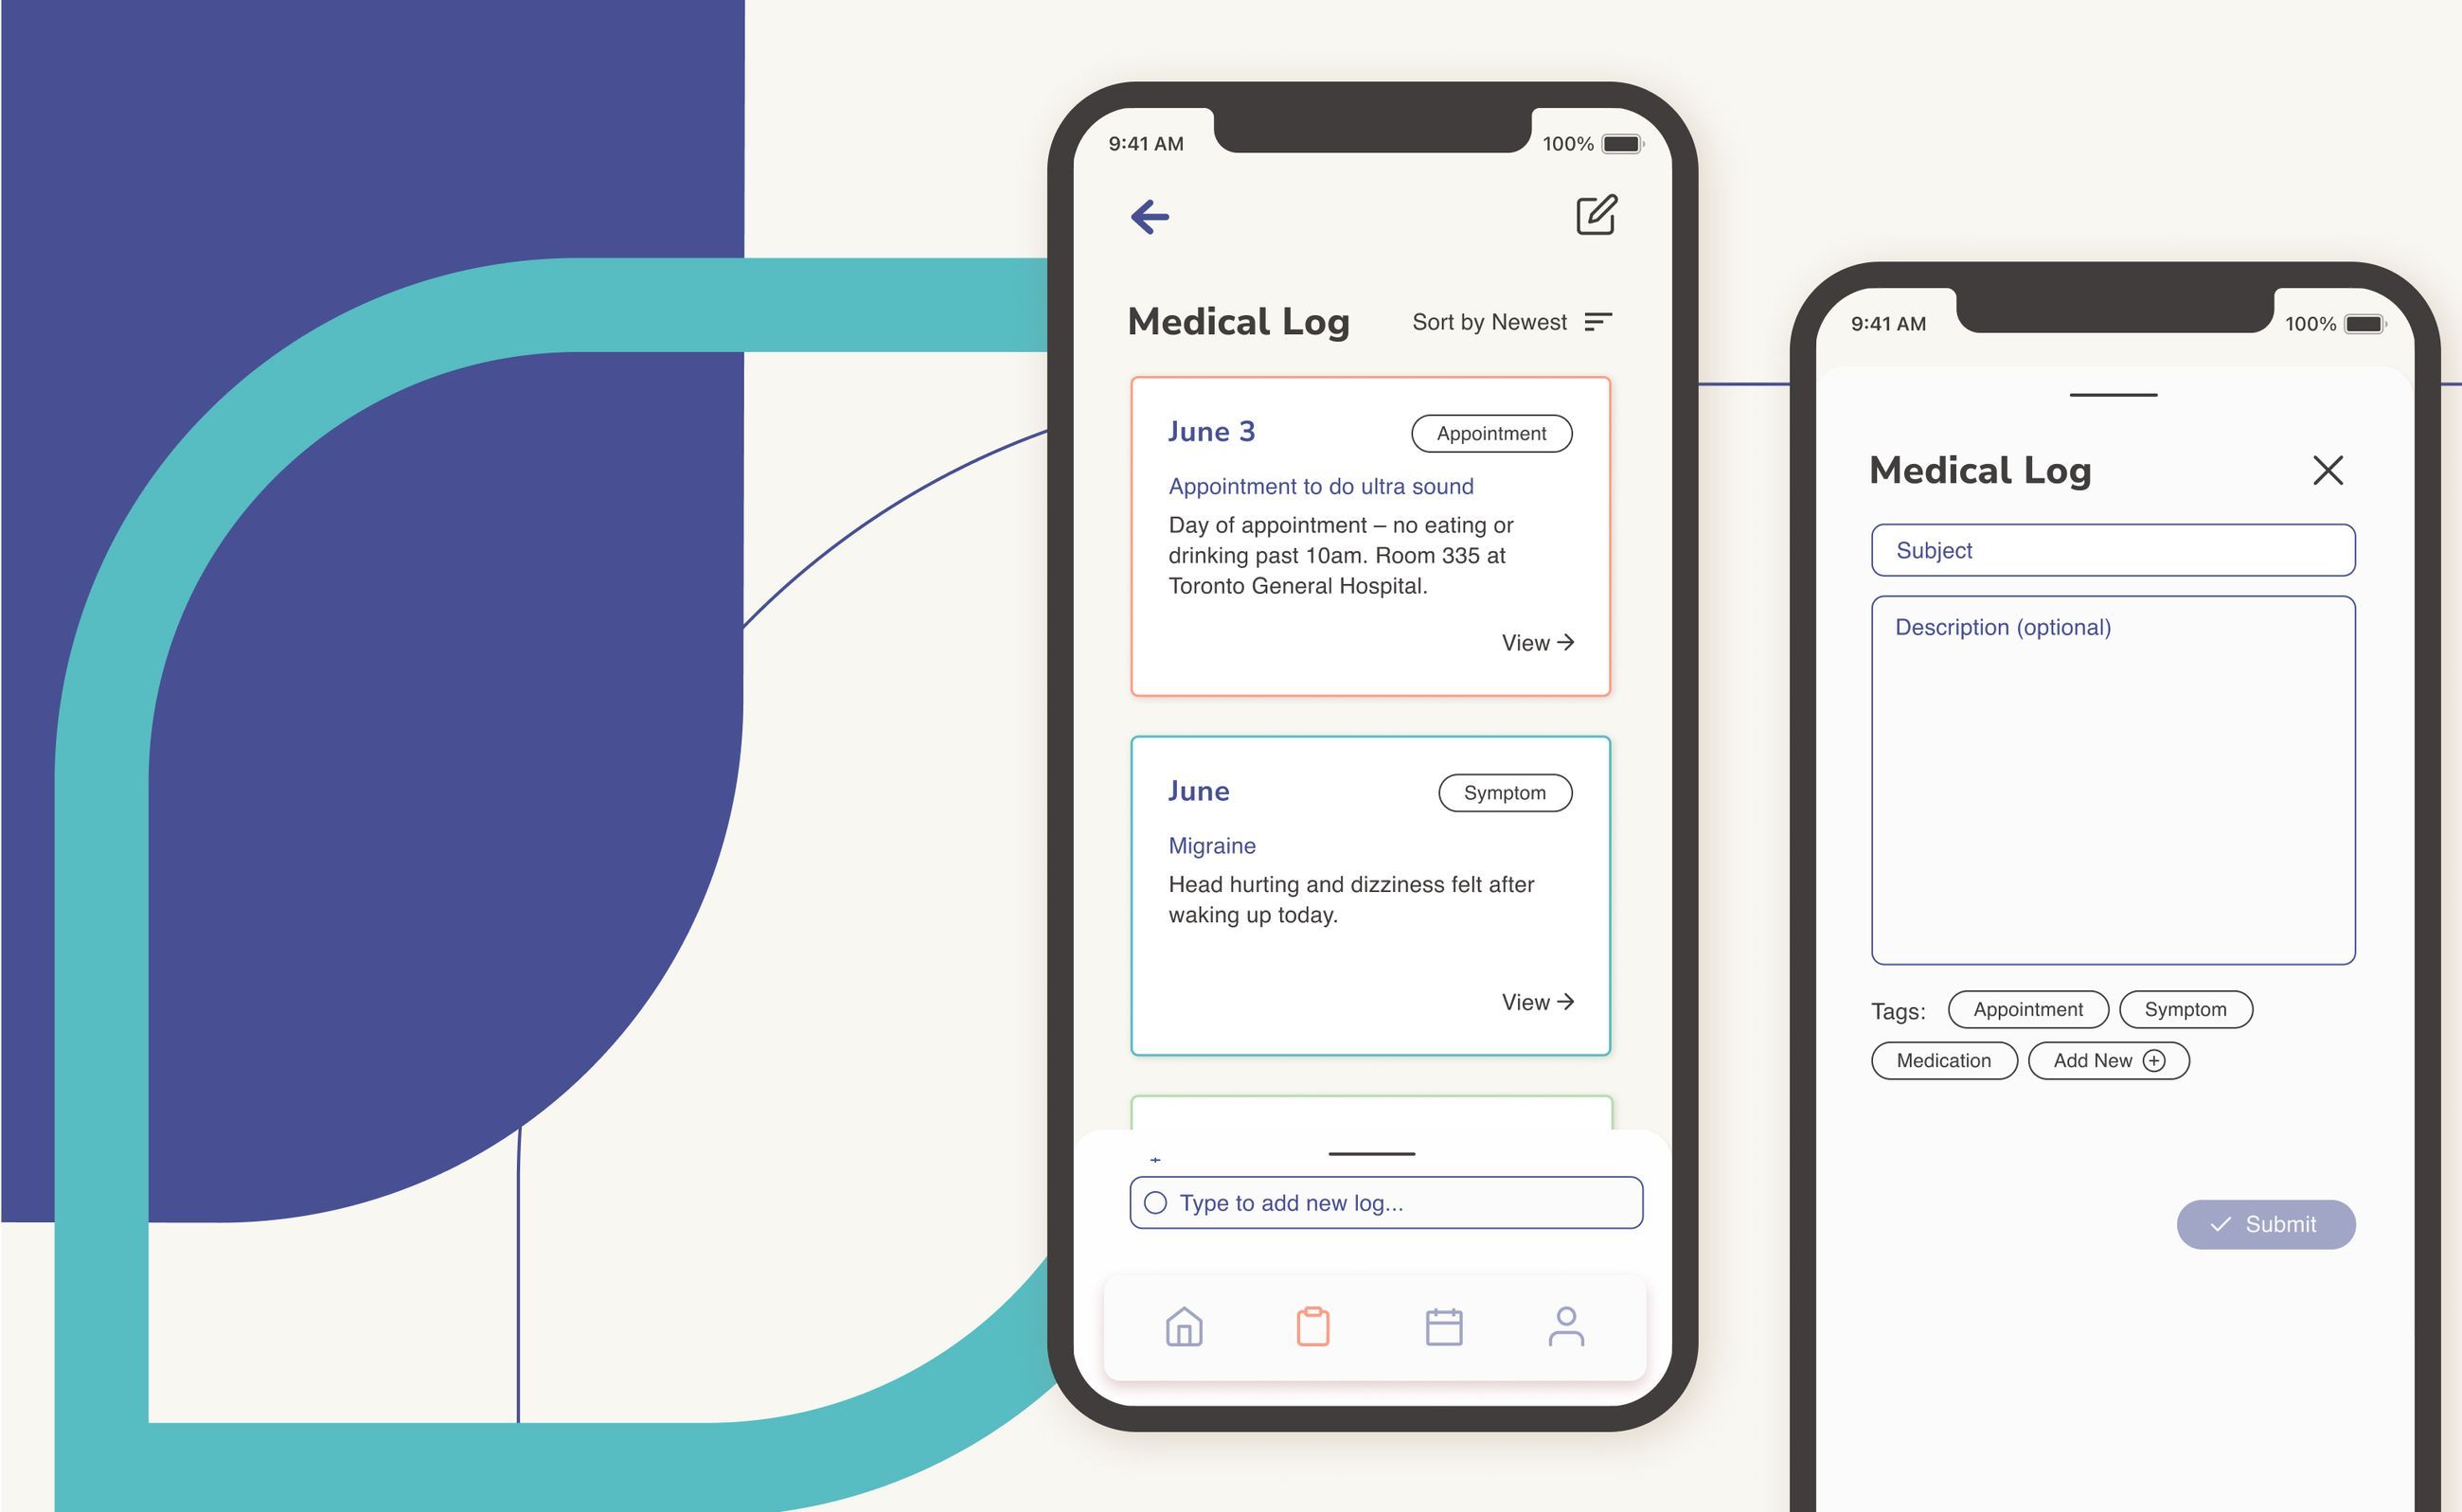 9:41 AM
100%
Medical Log
Sort by Newest
June 3
Appointment
Appointment to do ultra sound
Day of appointment – no eating or
drinking past 10am. Room 335 at
Toronto General Hospital.
View
June
Symptom
Migraine
Head hurting and dizziness felt after
waking up today.
View
Type to add new log...
9:41 AM
100%
Medical Log
Subject
Description (optional)
Tags:
Appointment
Symptom
Medication
Add New
Submit